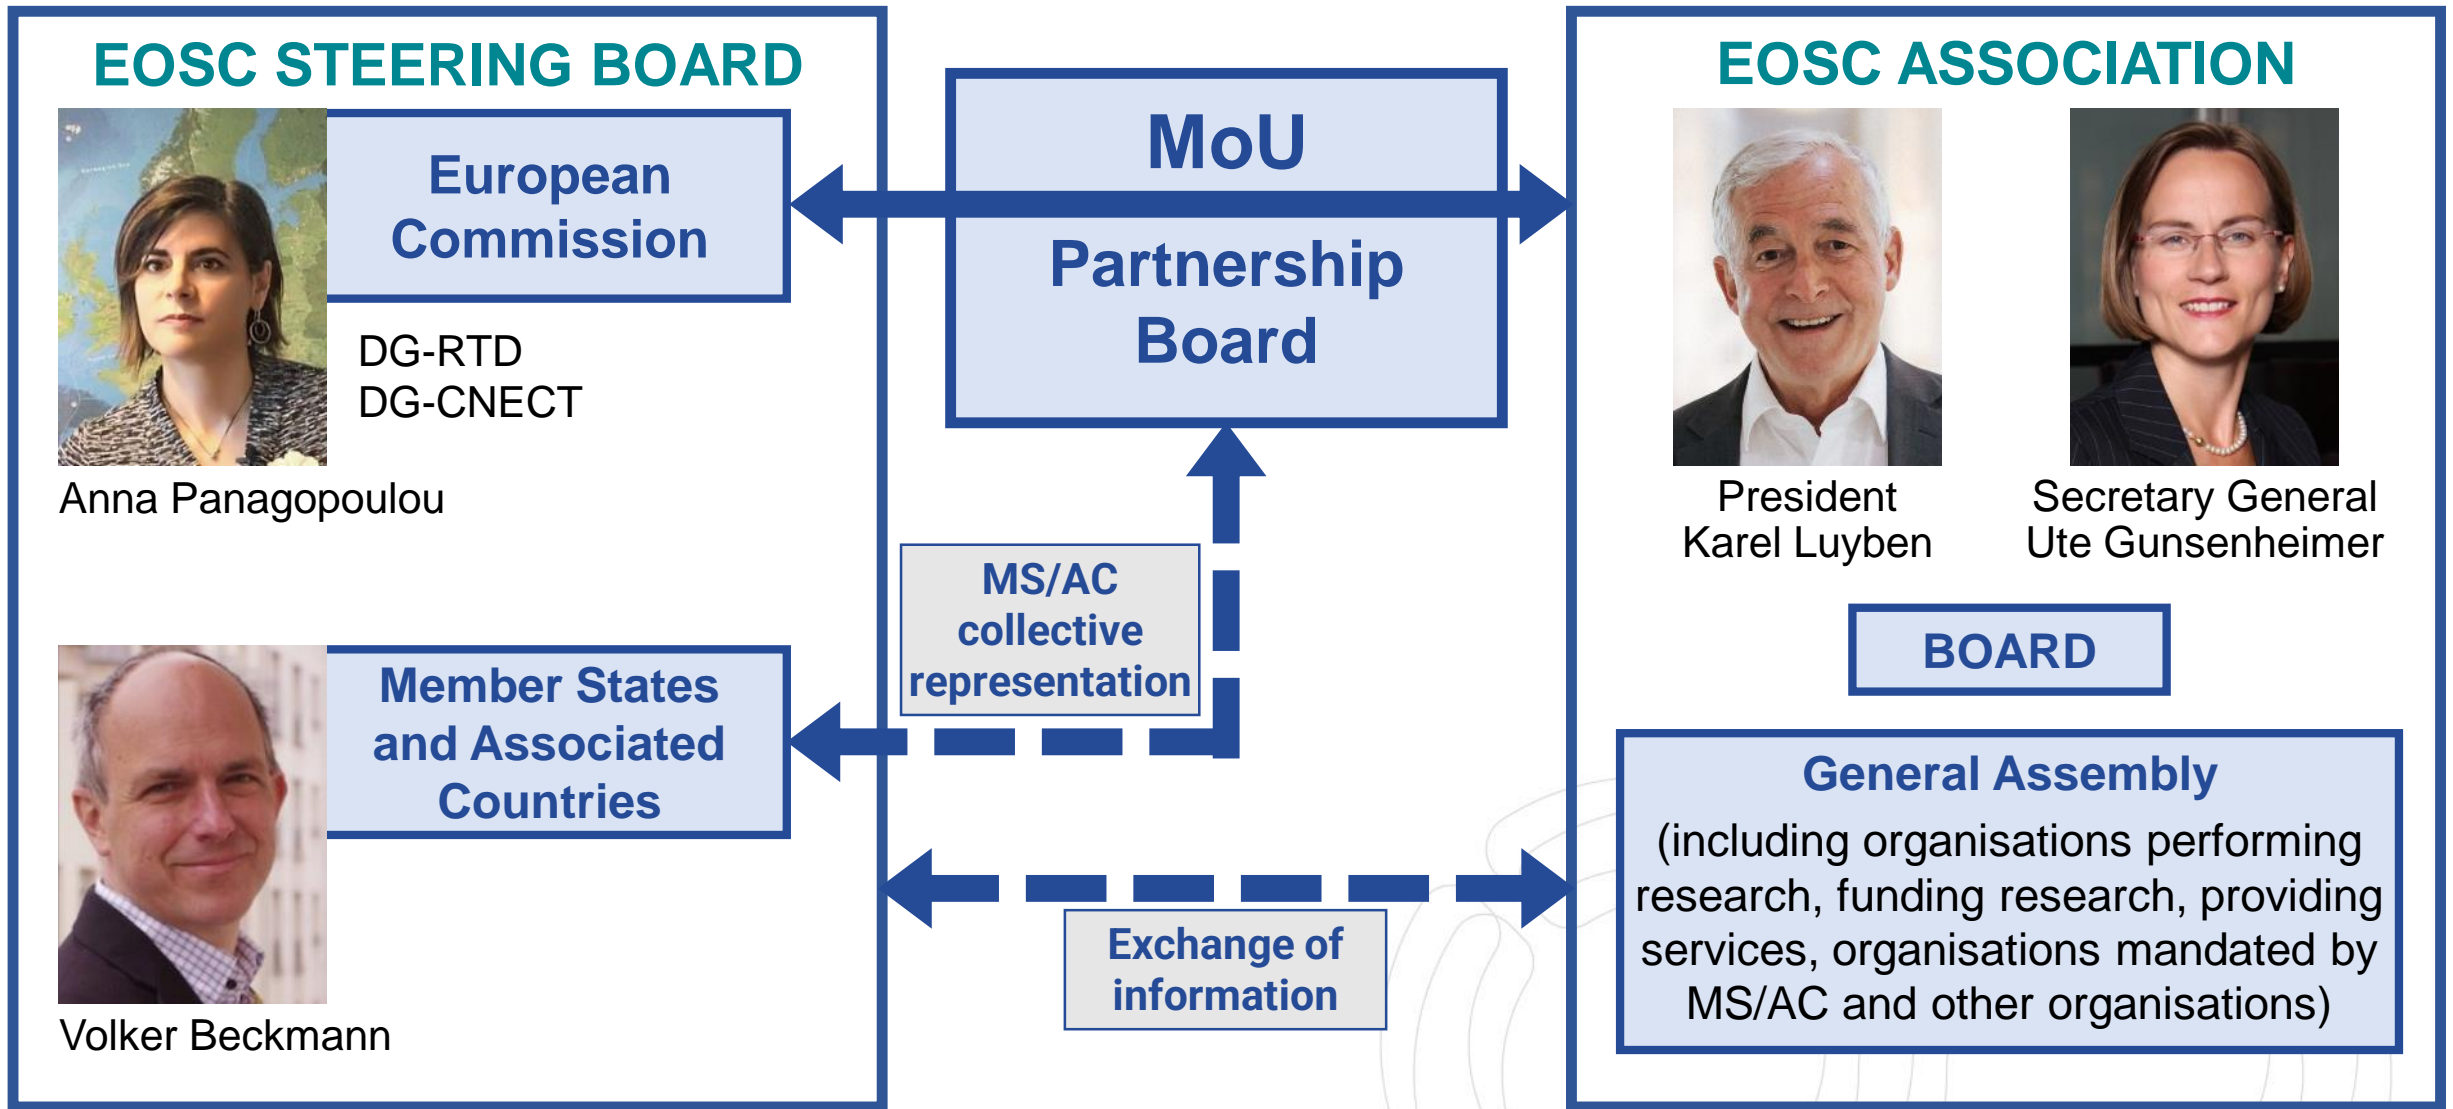 EOSC STEERING BOARD
European
Commission
DG-RTD
DG-CNECT
Anna Panagopoulou
Member States
and Associated
Countries
Volker Beckmann
MoU
Partnership
Board
MS/AC
collective
representation
Exchange of
information
EOSC ASSOCIATION
President
Karel Luyben
Secretary General
Ute Gunsenheimer
BOARD
General Assembly
(including organisations performing
research, funding research, providing
services, organisations mandated by
MS/AC and other organisations)